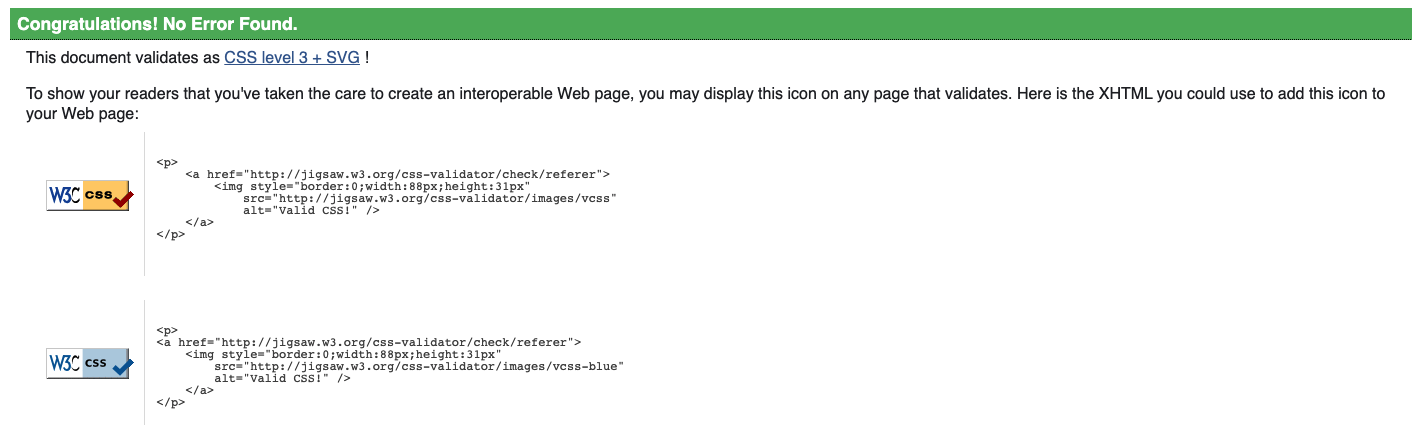 Congratulations! No Error Found.
This document validates as CSS level 3 + SVG !
To show your readers that you've taken the care to create an interoperable Web page, you may display this icon on any page that validates. Here is the XHTML you could use to add this icon to
your Web page:
W3C css
<p>
    <a href="http://jigsaw.w3.org/css-validator/check/referer">
        <img style="border:0;width:88px;height:31px"
            src="http://jigsaw.w3.org/css-validator/images/vcss"
            alt="Valid CSS!" />
    </a>
</p>
W3C css
<p>
<a href="http://jigsaw.w3.org/css-validator/check/referer">
    <img style="border:0;width:88px;height:31px"
        src="http://jigsaw.w3.org/css-validator/images/vcss-blue"
        alt="Valid CSS!" />
    </a>
</p>